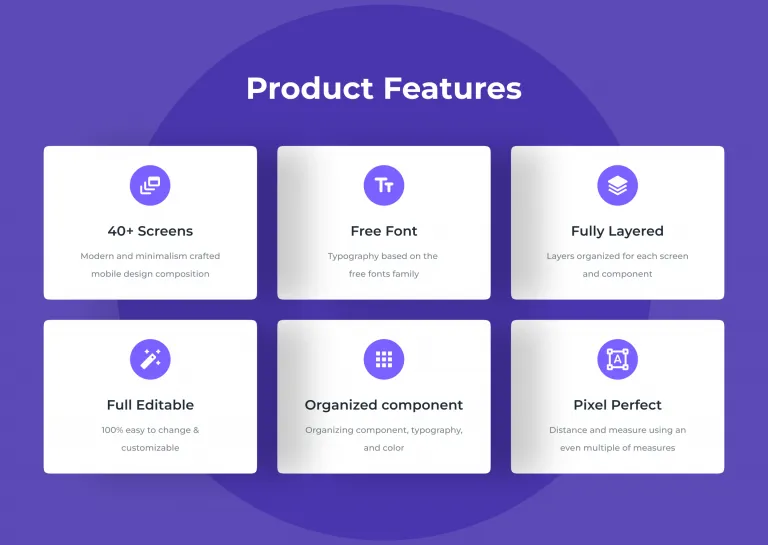 Product Features
40+ Screens
Modern and minimalism crafted
mobile design composition
Free Font
Typography based on the
free fonts family
Fully Layered
Layers organized for each screen
and component
Full Editable
100% easy to change &
customizable
Organized component
Organizing component, typography,
and color
Pixel Perfect
Distance and measure using an
even multiple of measures